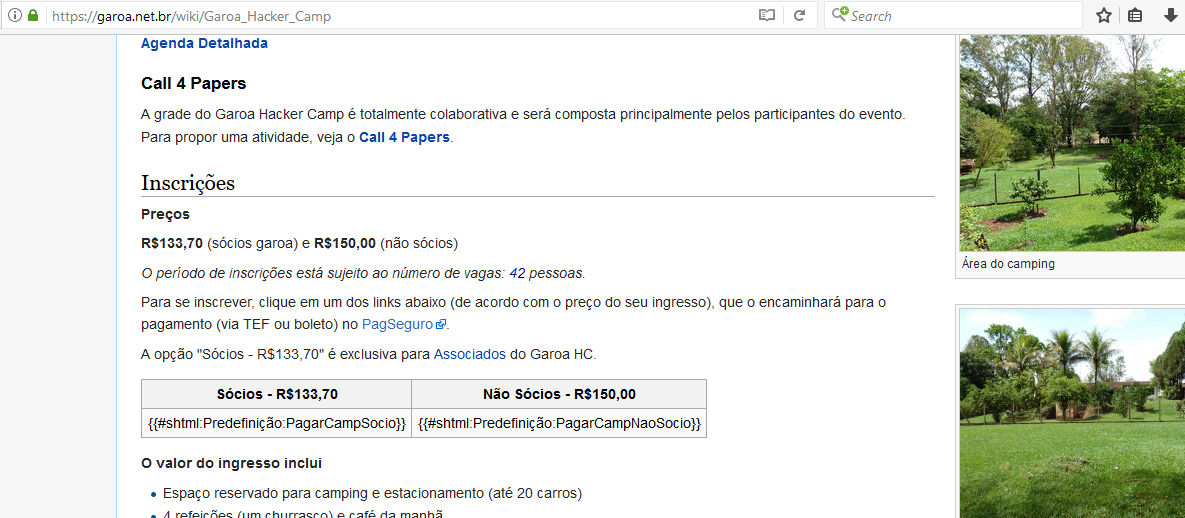 https://garoa.net.br/wiki/Garoa_Hacker_Camp
Search
Agenda Detalhada
Call 4 Papers
A grade do Garoa Hacker Camp é totalmente colaborativa e será composta principalmente pelos participantes do evento.
Para propor uma atividade, veja o Call 4 Papers.
Inscrições
Preços
R$133,70 (sócios garoa) e R$150,00 (não sócios)
O período de inscrições está sujeito ao número de vagas: 42 pessoas.
Para se inscrever, clique em um dos links abaixo (de acordo com o preço do seu ingresso), que o encaminhará para o
pagamento (via TEF ou boleto) no PagSeguro.
A opção "Sócios - R$133,70" é exclusiva para Associados do Garoa HC.
Sócios - R$133,70 Não Sócios - R$150,00
{{#shtml:Predefinição:PagarCampSocio}} {{#shtml:Predefinição:PagarCampNaoSocio}}
O valor do ingresso inclui
Espaço reservado para camping e estacionamento (até 20 carros)
4 refeições (um churrasco) e café da manhã
Área do camping